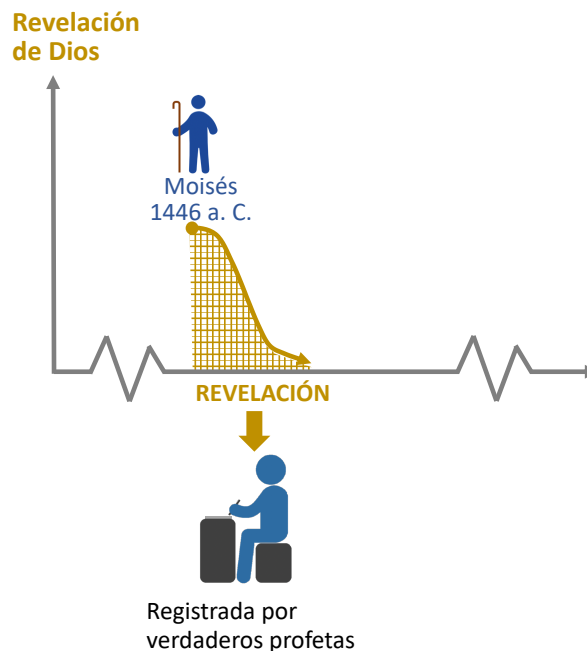 Revelación
de Dios
Moisés
1446 a. C.
REVELACIÓN
Registrada por
verdaderos profetas